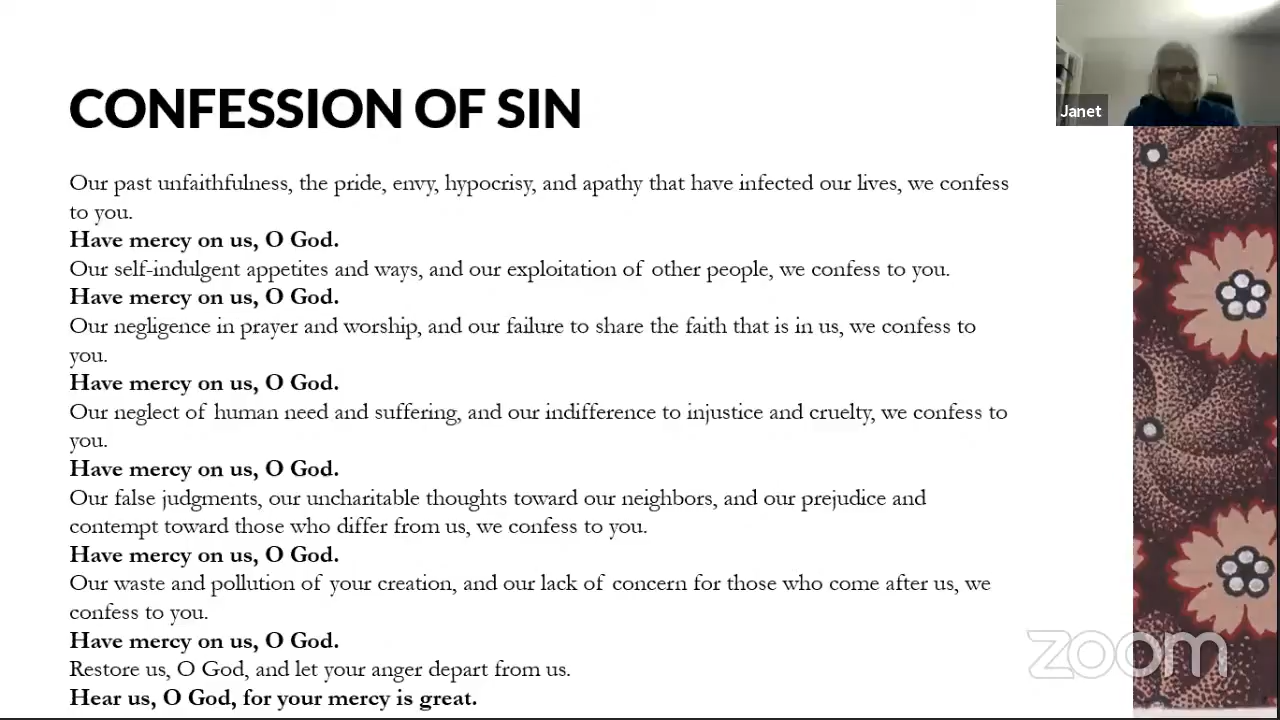 CONFESSION OF SIN
Janet
Our past unfaithfulness, the pride, envy, hypocrisy, and apathy that have infected our lives, we confess
to you.
Have mercy on us, O God.
Our self-indulgent appetites and ways, and our exploitation of other people, we confess to you.
Have mercy on us, O God.
Our negligence in prayer and worship, and our failure to share the faith that is in us, we confess to
you.
Have mercy on us, O God.
Our neglect of human need and suffering, and our indifference to injustice and cruelty, we confess to
you.
Have mercy on us, O God.
Our false judgments, our uncharitable thoughts toward our neighbors, and our prejudice and
contempt toward those who differ from us, we confess to you.
Have mercy on us, O God.
Our waste and pollution of your creation, and our lack of concern for those who come after us, we
confess to you.
Have mercy on us, O God.
Restore us, O God, and let your anger depart from us.
Hear us, O God, for your mercy is great.
zoom